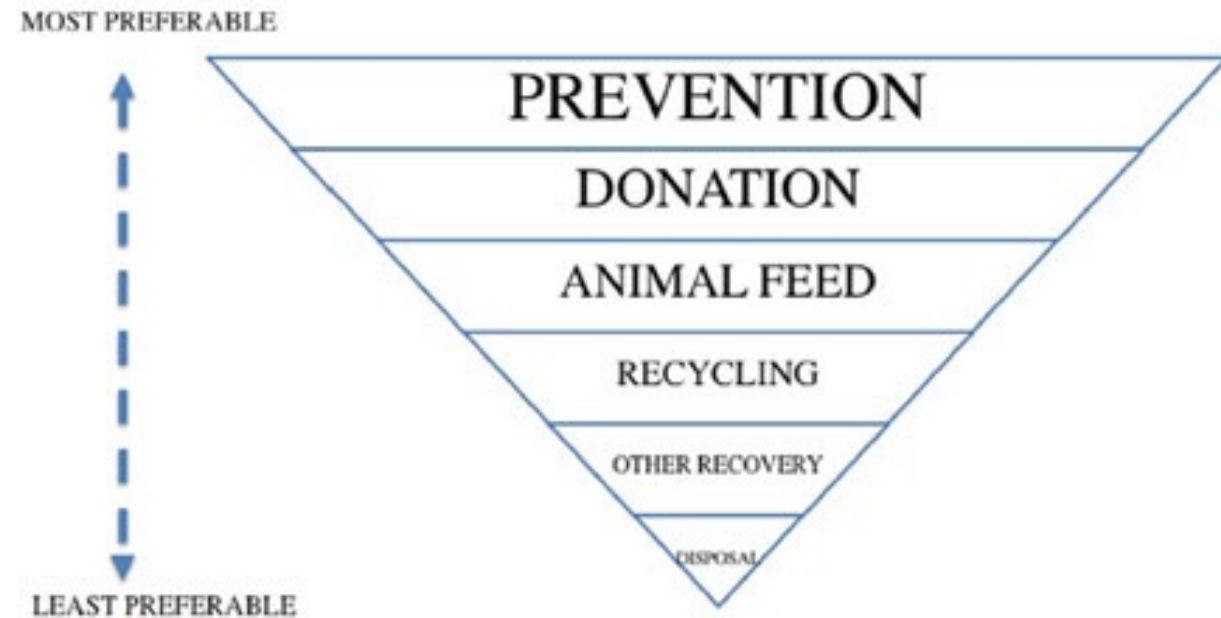 MOST PREFERABLE
PREVENTION
DONATION
ANIMAL FEED
RECYCLING
OTHER RECOVERY
DISPOSAL
LEAST PREFERABLE